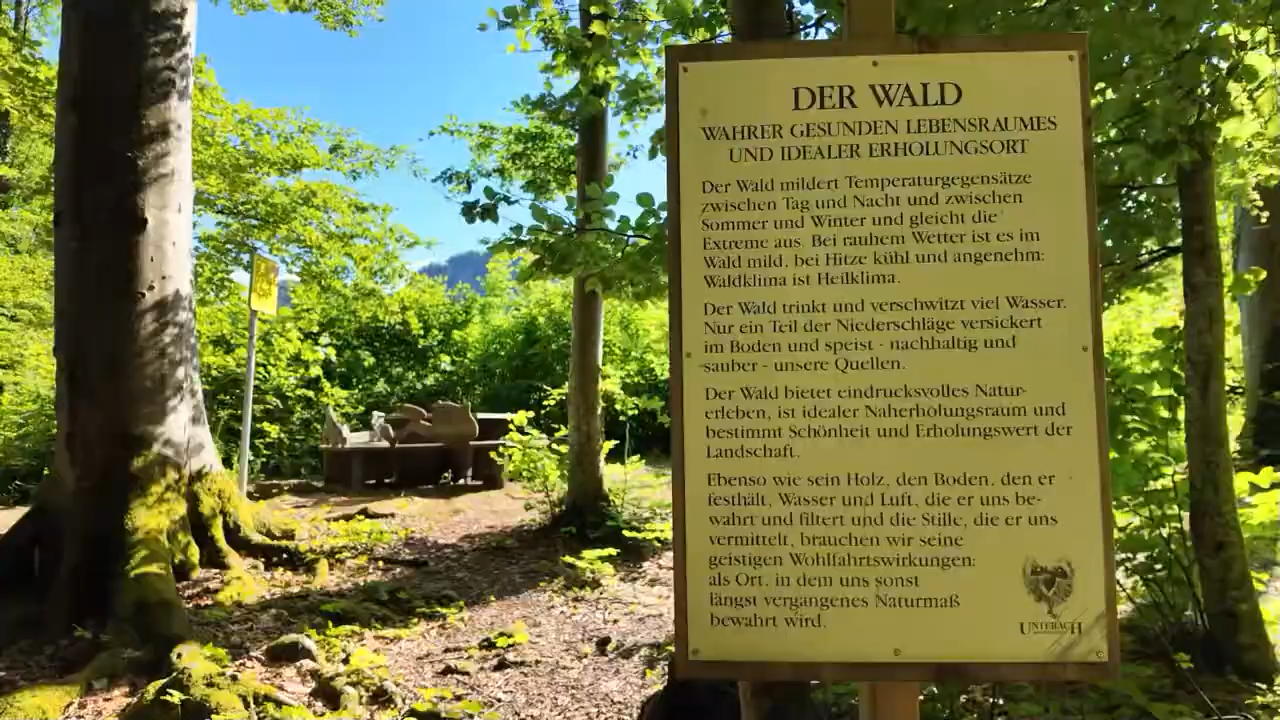 DER WALD
WAHRER GESUNDEN LEBENSRAUMES
UND IDEALER ERHOLUNGSORT
Der Wald mildert Temperaturgegensätze
zwischen Tag und Nacht und zwischen
Sommer und Winter und gleicht die
Extreme aus. Bei rauhem Wetter ist es im
Wald mild, bei Hitze kühl und angenehm:
Waldklima ist Heilklima.
Der Wald trinkt und verschwitzt viel Wasser.
Nur ein Teil der Niederschläge versickert
im Boden und speist - nachhaltig und
sauber - unsere Quellen.
Der Wald bietet eindrucksvolles Natur-
erleben, ist idealer Naherholungsraum und
bestimmt Schönheit und Erholungswert der
Landschaft.
Ebenso wie sein Holz, den Boden, den er
festhält, Wasser und Luft, die er uns be-
wahrt und filtert und die Stille, die er uns
vermittelt, brauchen wir seine
geistigen Wohlfahrtswirkungen:
als Ort, in dem uns sonst
längst vergangenes Naturmaß
bewahrt wird.
UNTERACH